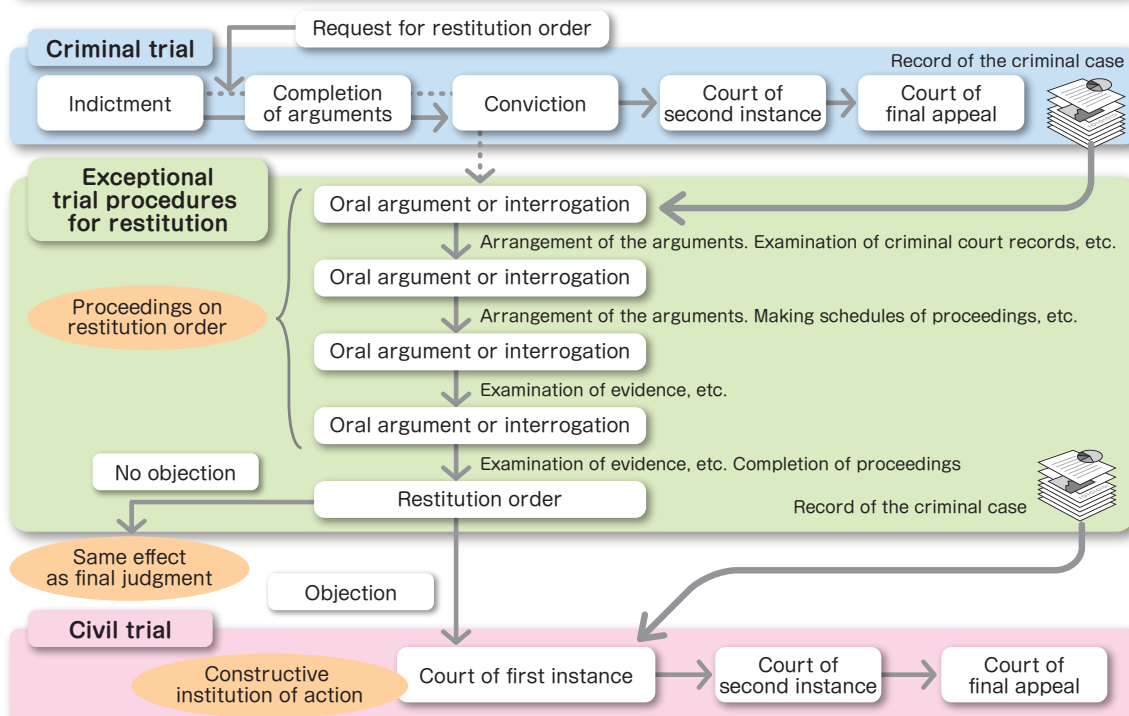 Request for restitution order
Criminal trial
Record of the criminal case
Indictment
Completion
of arguments
Conviction
Court of
second instance
Court of
final appeal
Exceptional
trial procedures
for restitution
Oral argument or interrogation
Arrangement of the arguments. Examination of criminal court records, etc.
Oral argument or interrogation
Proceedings on
restitution order
Arrangement of the arguments. Making schedules of proceedings, etc.
Oral argument or interrogation
Examination of evidence, etc.
Oral argument or interrogation
Examination of evidence, etc. Completion of proceedings
No objection
Restitution order
Record of the criminal case
Same effect
as final judgment
Objection
Civil trial
Constructive
institution of action
Court of first instance
Court of
second instance
Court of
final appeal